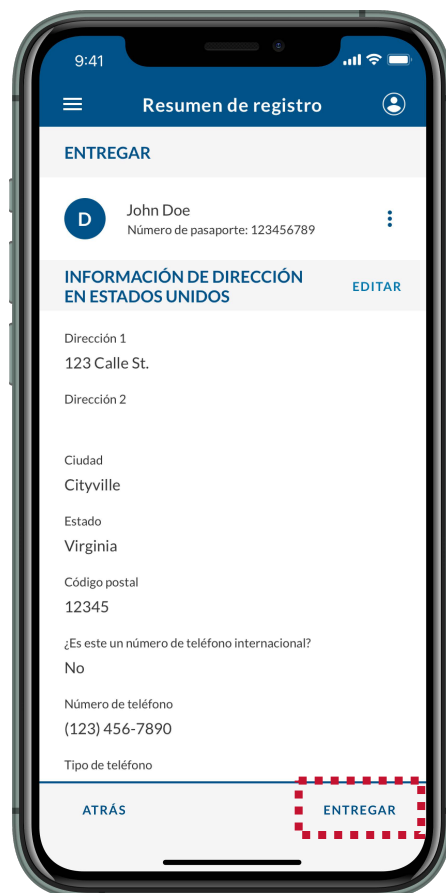 9:41
Resumen de registro
ENTREGAR
D
John Doe
Número de pasaporte: 123456789
INFORMACIÓN DE DIRECCIÓN
EN ESTADOS UNIDOS
EDITAR
Dirección 1
123 Calle St.
Dirección 2
Ciudad
Cityville
Estado
Virginia
Código postal
12345
¿Es este un número de teléfono internacional?
No
Número de teléfono
(123) 456-7890
Tipo de teléfono
ATRÁS
ENTREGAR